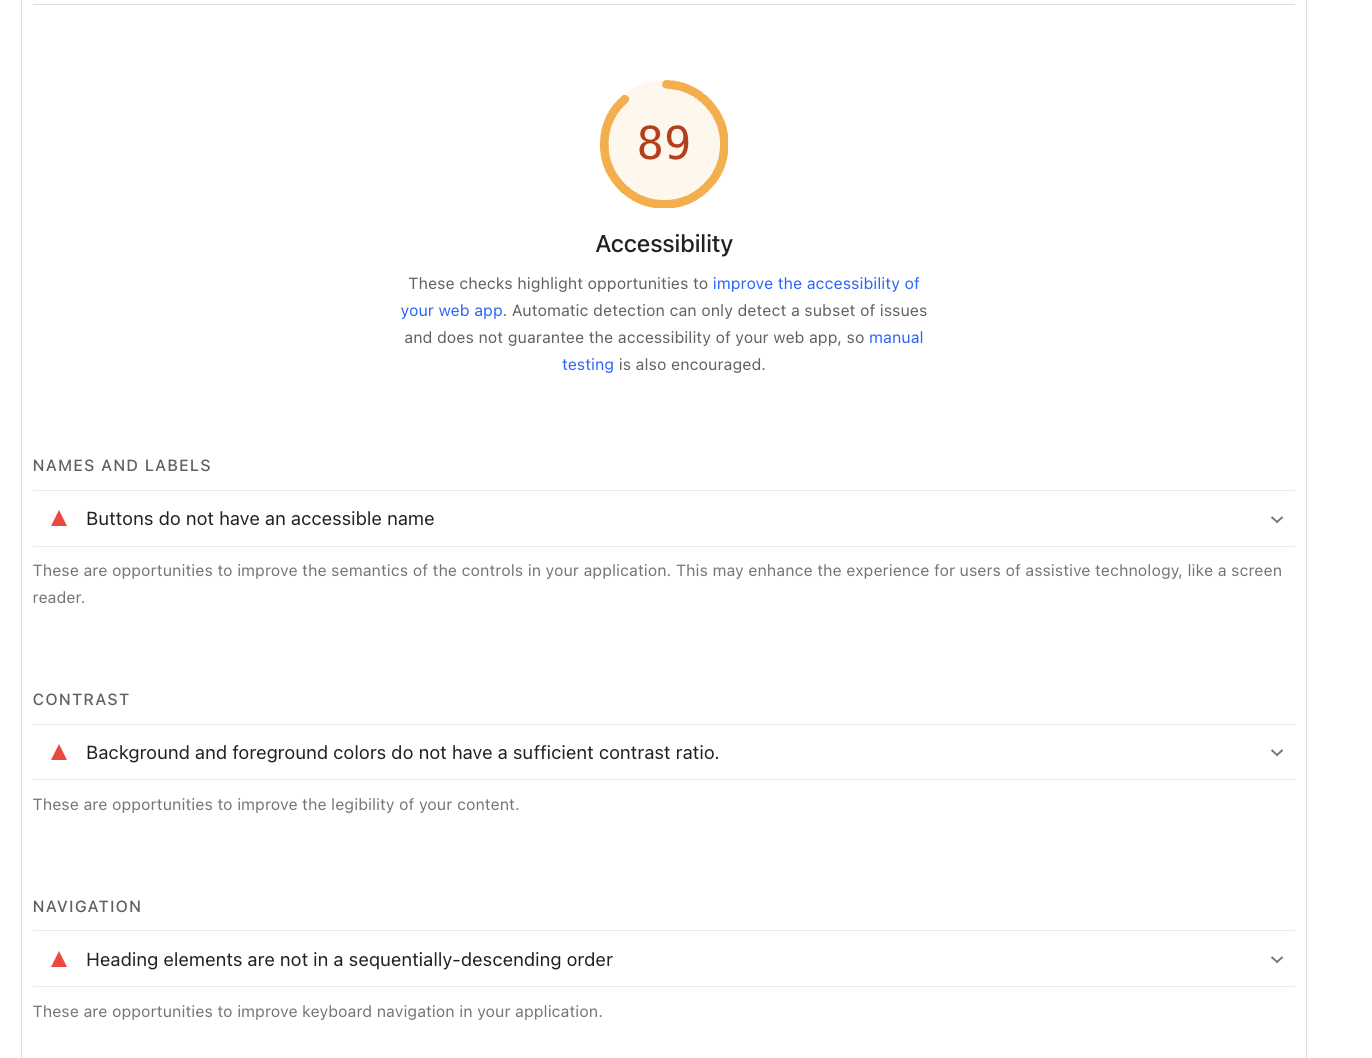 89
Accessibility
These checks highlight opportunities to improve the accessibility of
your web app. Automatic detection can only detect a subset of issues
and does not guarantee the accessibility of your web app, so manual
testing is also encouraged.
NAMES AND LABELS
Buttons do not have an accessible name
These are opportunities to improve the semantics of the controls in your application. This may enhance the experience for users of assistive technology, like a screen
reader.
CONTRAST
Background and foreground colors do not have a sufficient contrast ratio.
These are opportunities to improve the legibility of your content.
NAVIGATION
Heading elements are not in a sequentially-descending order
These are opportunities to improve keyboard navigation in your application.